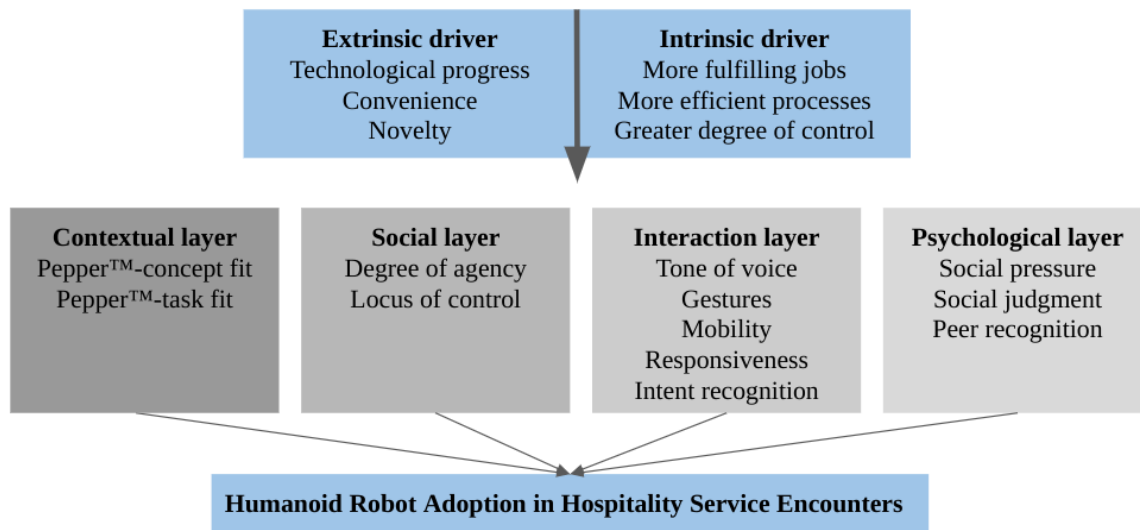 Extrinsic driver
Technological progress
Convenience
Novelty
Intrinsic driver
More fulfilling jobs
More efficient processes
Greater degree of control
Contextual layer
Pepper™-concept fit
Pepper™-task fit
Social layer
Degree of agency
Locus of control
Interaction layer
Tone of voice
Gestures
Mobility
Responsiveness
Intent recognition
Psychological layer
Social pressure
Social judgment
Peer recognition
Humanoid Robot Adoption in Hospitality Service Encounters